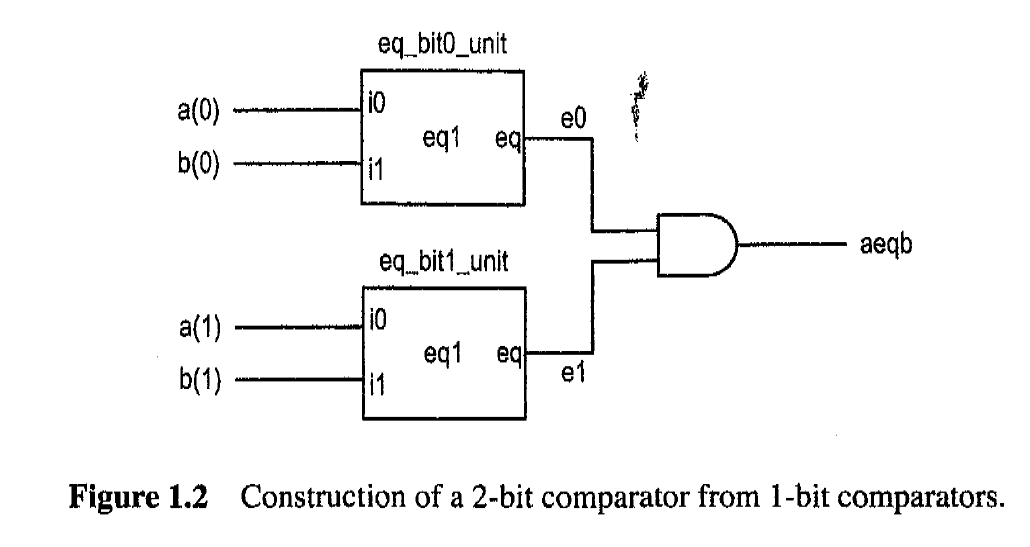 eq_bit0_unit
a(0)
i0
eq1
eq
e0
b(0)
i1
aeqb
eq_bit1_unit
a(1)
i0
eq1
eq
e1
b(1)
i1
Figure 1.2 Construction of a 2-bit comparator from 1-bit comparators.